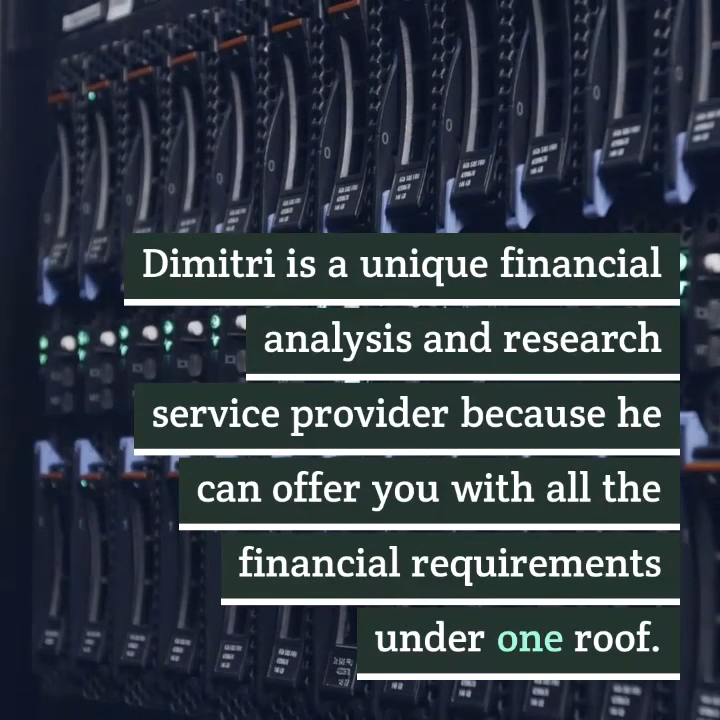 Dimitri is a unique financial
analysis and research
service provider because he
can offer you with all the
financial requirements
under one roof.